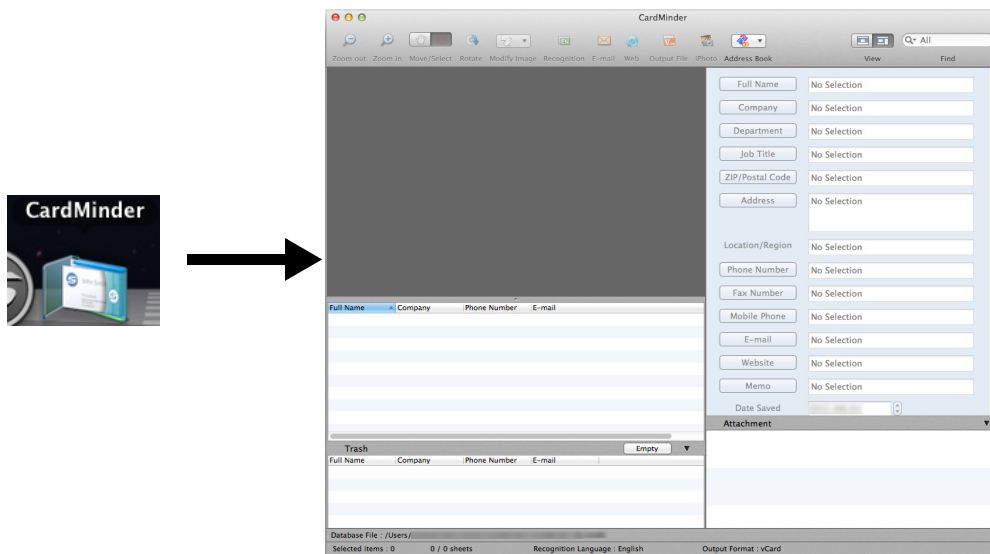 CardMinder
CardMinder
Zoom out Zoom in Move/Select Rotate Modify Image Recognition E-mail Web Output File iPhoto Address Book View Find
All
Full Name No Selection
Company No Selection
Department No Selection
Job Title No Selection
ZIP/Postal Code No Selection
Address No Selection
Location/Region No Selection
Phone Number No Selection
Fax Number No Selection
Mobile Phone No Selection
E-mail No Selection
Website No Selection
Memo No Selection
Date Saved
Attachment
Full Name Company Phone Number E-mail
Trash Empty
Full Name Company Phone Number E-mail
Database File : /Users/
Selected items : 0 0 / 0 sheets Recognition Language : English Output Format : vCard